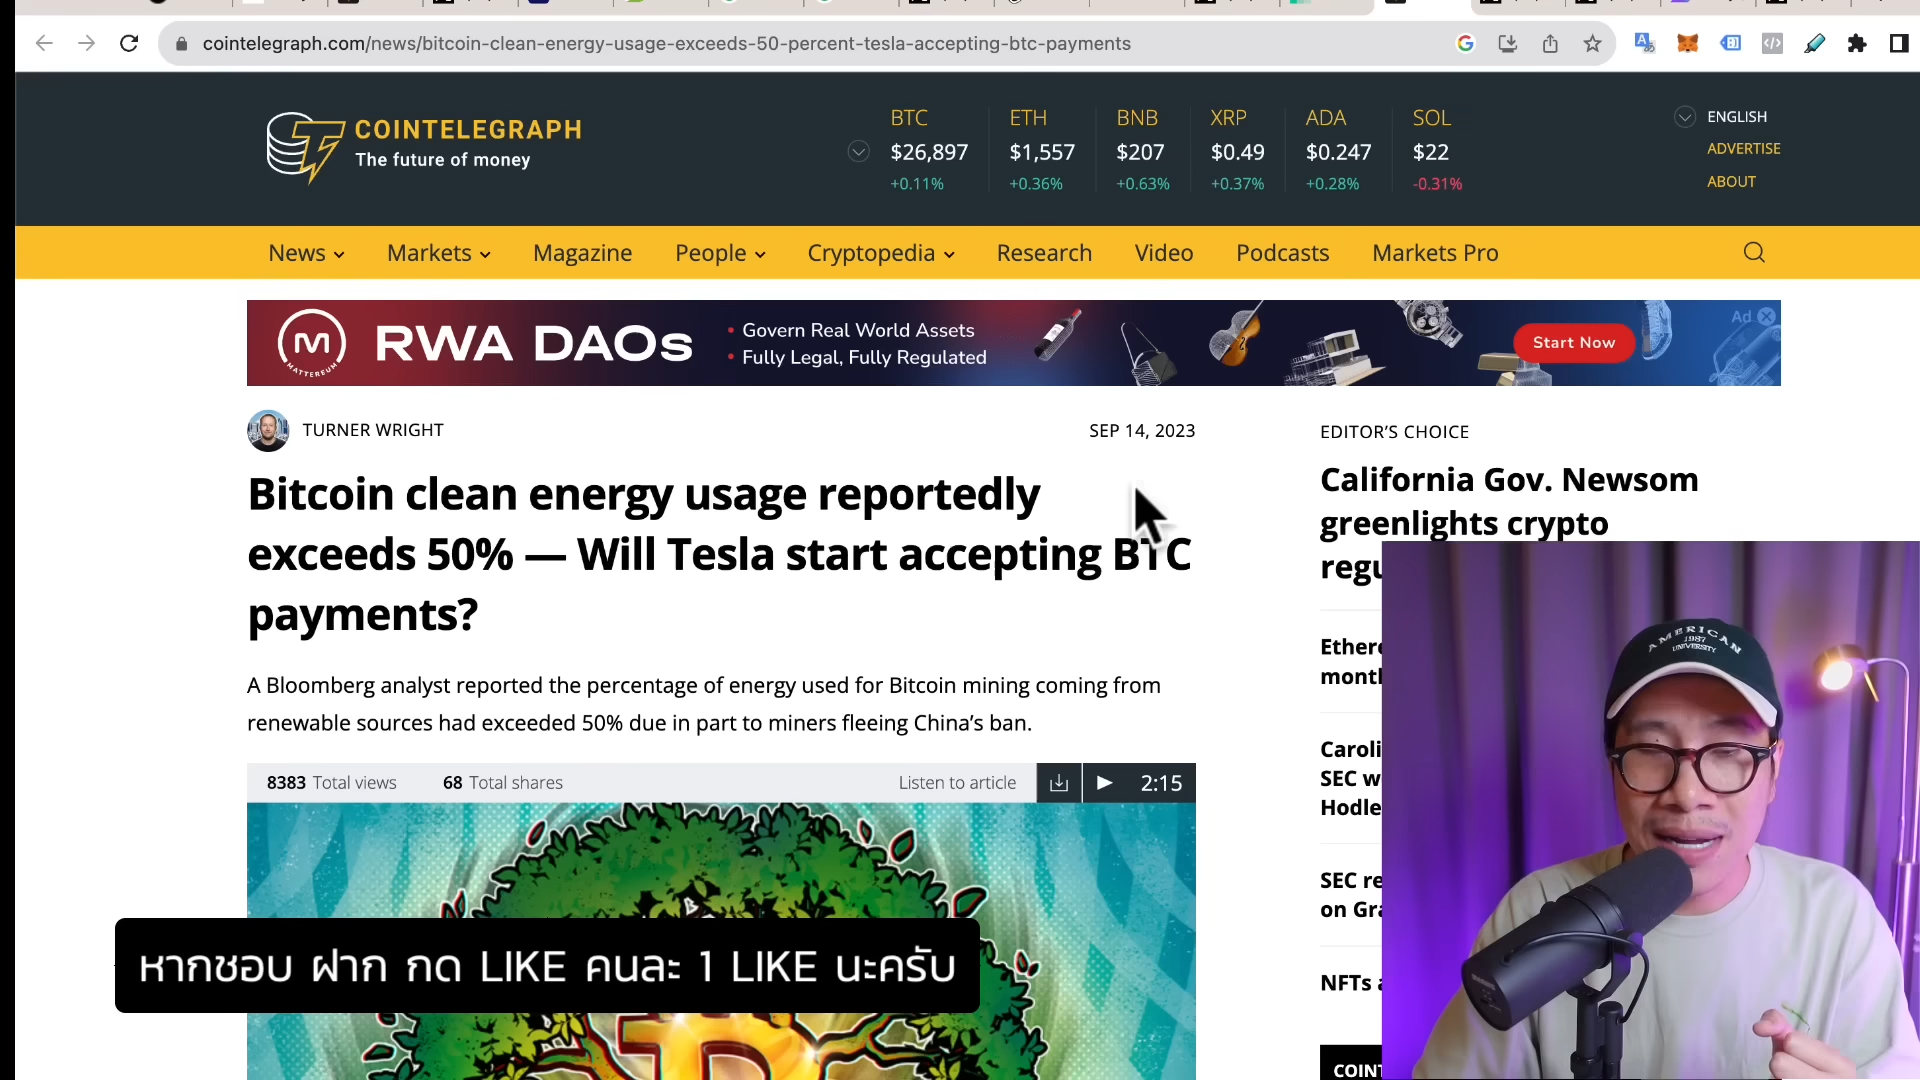 cointelegraph.com/news/bitcoin-clean-energy-usage-exceeds-50-percent-tesla-accepting-btc-payments
COINTELEGRAPH
The future of money
BTC ETH BNB XRP ADA SOL
$26,897 $1,557 $207 $0.49 $0.247 $22
+0.11% +0.36% +0.63% +0.37% +0.28% -0.31%
ENGLISH
ADVERTISE
ABOUT
News Markets Magazine People Cryptopedia Research Video Podcasts Markets Pro
MATTEREUM
RWA DAOs
• Govern Real World Assets
• Fully Legal, Fully Regulated
Start Now
Ad
TURNER WRIGHT
SEP 14, 2023
Bitcoin clean energy usage reportedly
exceeds 50% — Will Tesla start accepting BTC
payments?
A Bloomberg analyst reported the percentage of energy used for Bitcoin mining coming from
renewable sources had exceeded 50% due in part to miners fleeing China's ban.
8383 Total views 68 Total shares Listen to article 2:15
EDITOR'S CHOICE
California Gov. Newsom
greenlights crypto
SEC
NFTs
AMERICAN
1987
UNIVERSITY
หากชอบ ฝาก กด LIKE คนละ 1 LIKE นะครับ